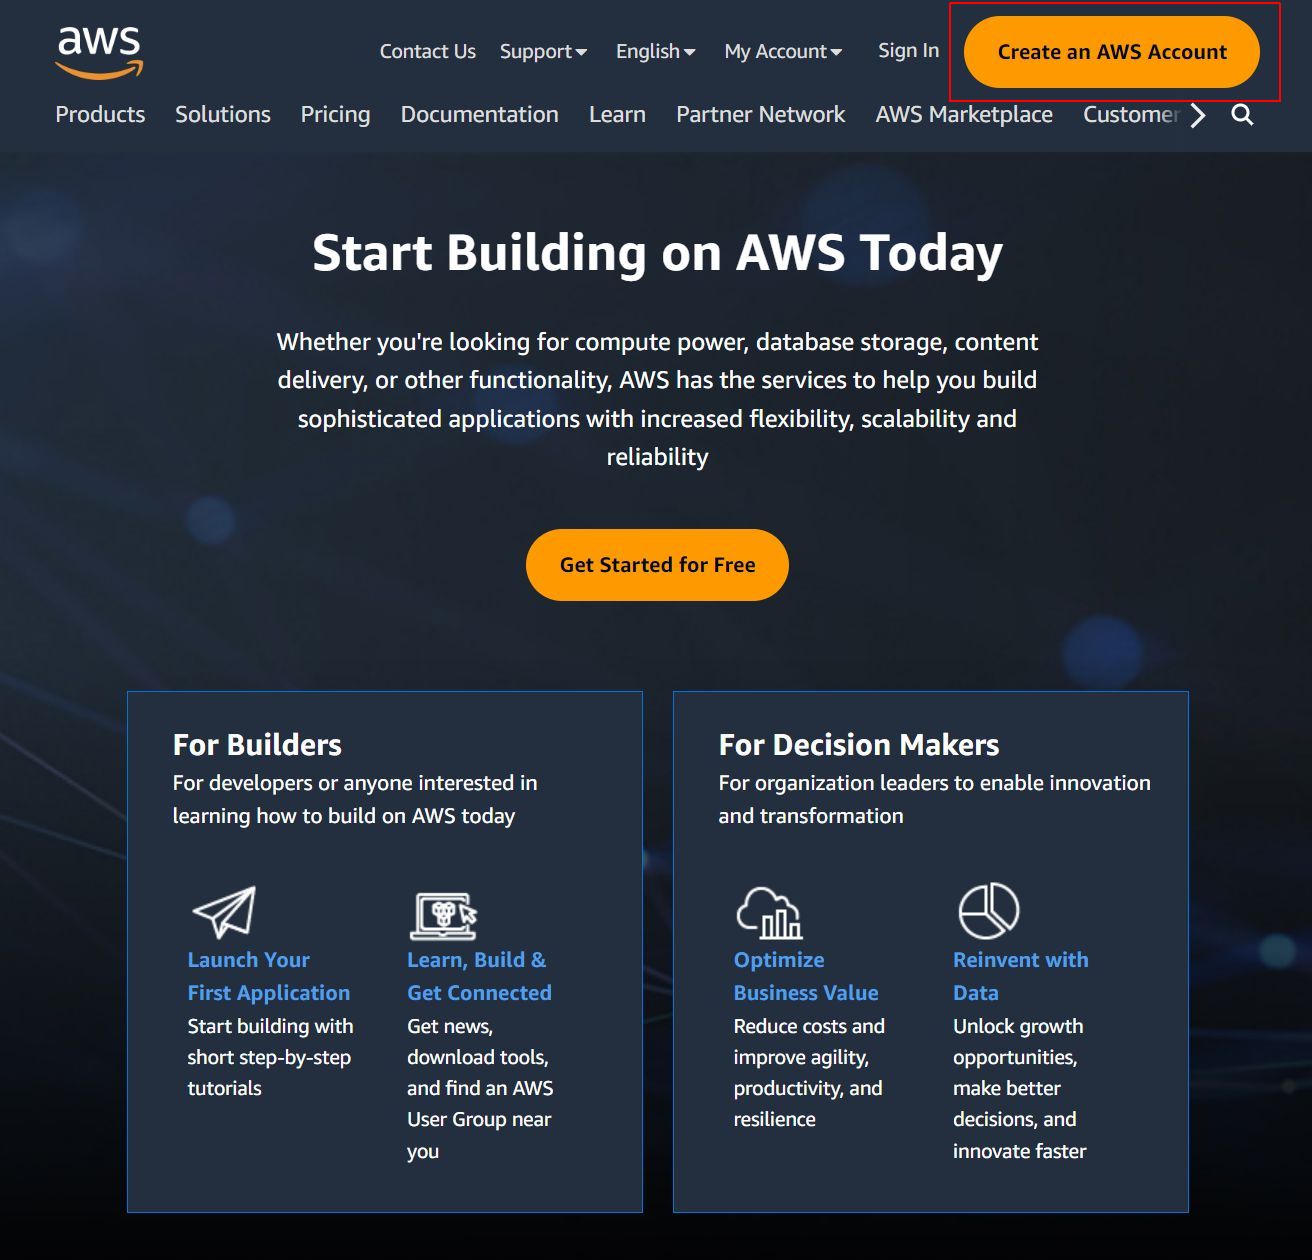 aws
Contact Us Support English My Account Sign In Create an AWS Account
Products Solutions Pricing Documentation Learn Partner Network AWS Marketplace Customer
Start Building on AWS Today
Whether you're looking for compute power, database storage, content
delivery, or other functionality, AWS has the services to help you build
sophisticated applications with increased flexibility, scalability and
reliability
Get Started for Free
For Builders
For developers or anyone interested in
learning how to build on AWS today
Launch Your
First Application
Start building with
short step-by-step
tutorials
Learn, Build &
Get Connected
Get news,
download tools,
and find an AWS
User Group near
you
For Decision Makers
For organization leaders to enable innovation
and transformation
Optimize
Business Value
Reduce costs and
improve agility,
productivity, and
resilience
Reinvent with
Data
Unlock growth
opportunities,
make better
decisions, and
innovate faster